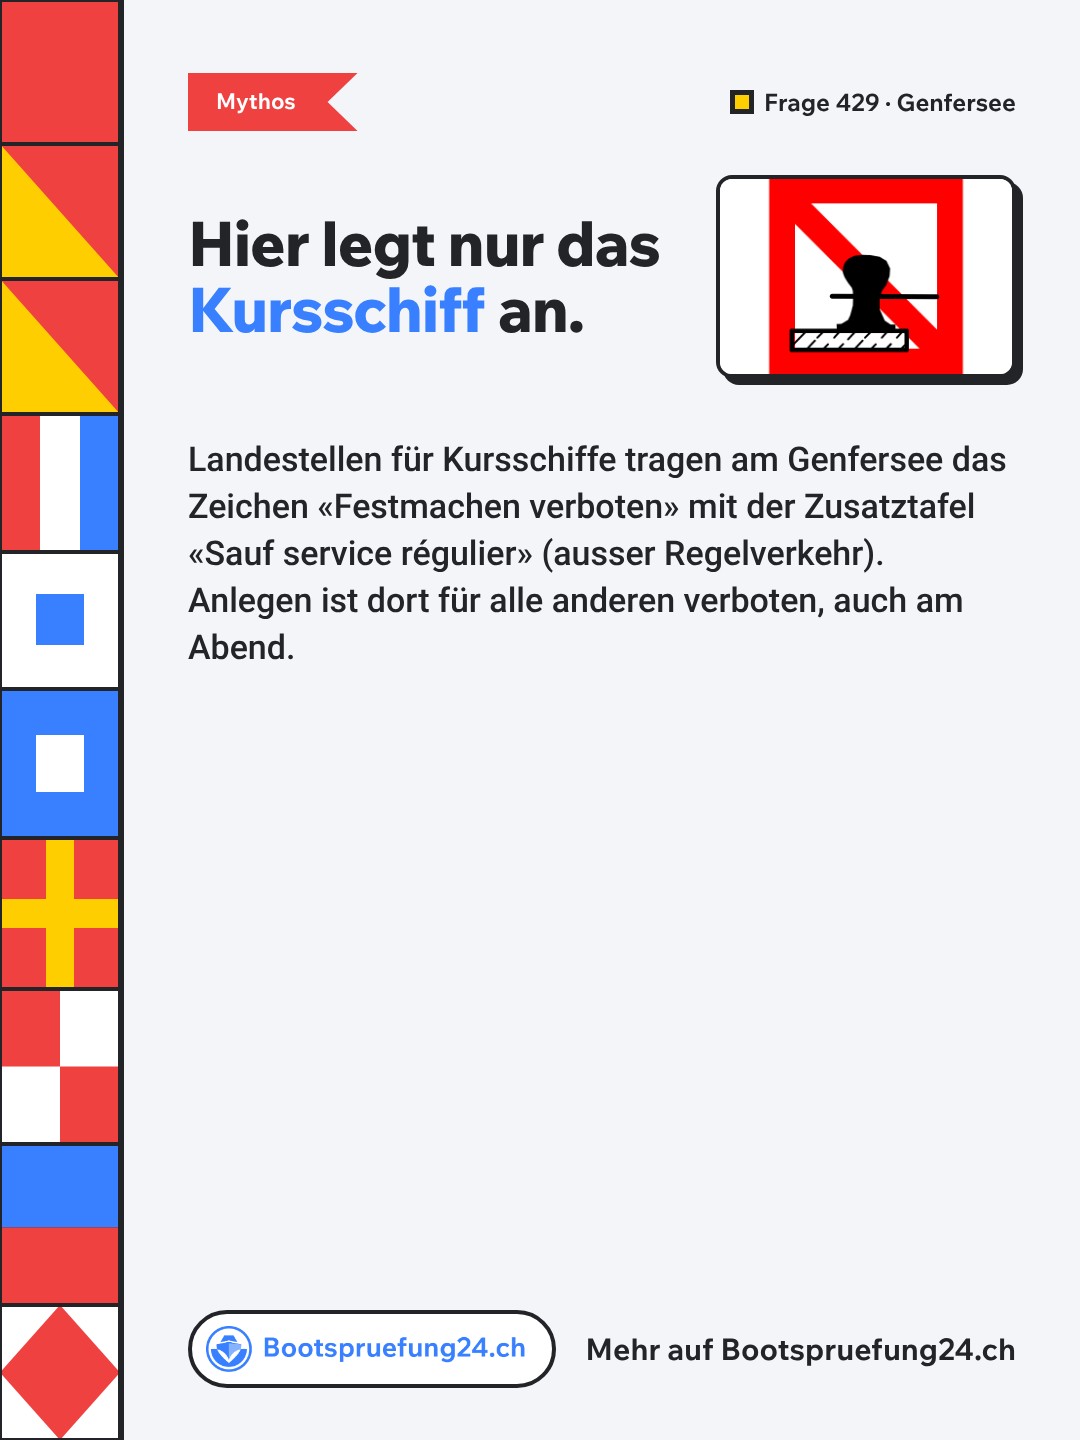 Mythos
Frage 429 · Genfersee
Hier legt nur das
Kursschiff an.
Landestellen für Kursschiffe tragen am Genfersee das
Zeichen «Festmachen verboten» mit der Zusatztafel
«Sauf service régulier» (ausser Regelverkehr).
Anlegen ist dort für alle anderen verboten, auch am
Abend.
Bootspruefung24.ch
Mehr auf Bootspruefung24.ch